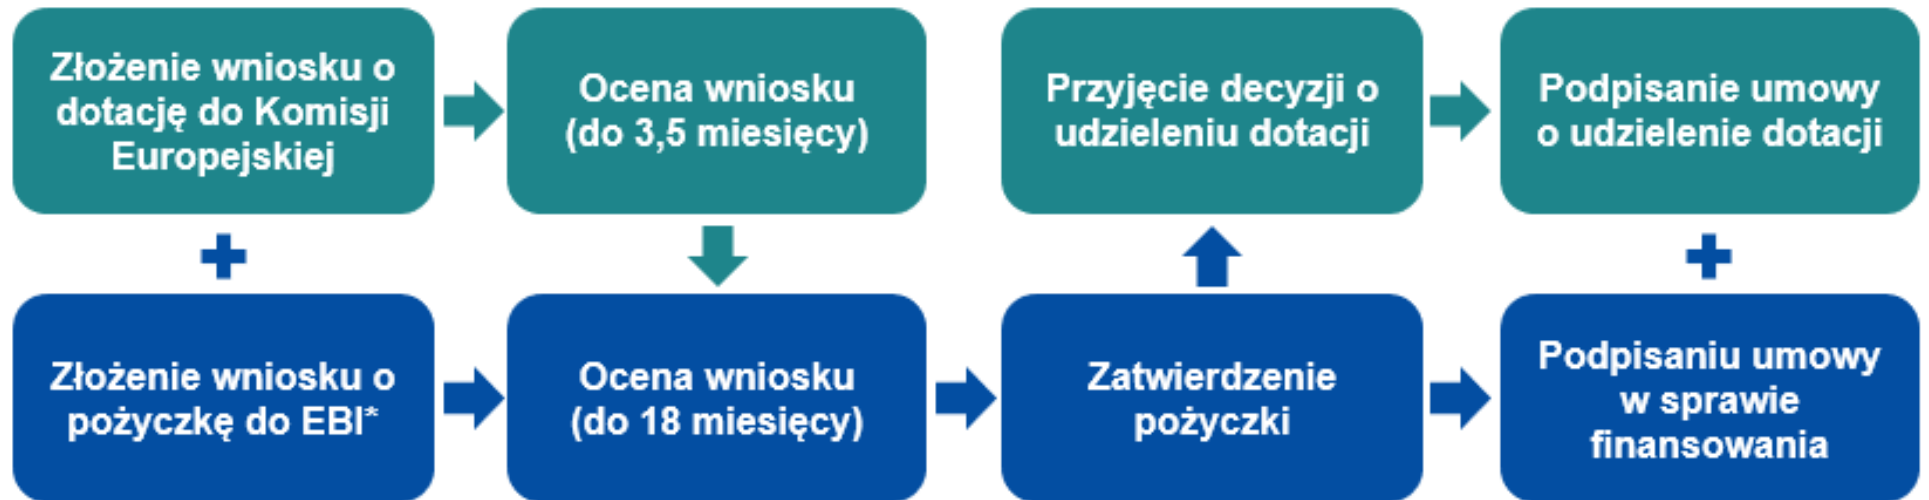 Złożenie wniosku o
dotację do Komisji
Europejskiej
Ocena wniosku
(do 3,5 miesięcy)
Przyjęcie decyzji o
udzieleniu dotacji
Podpisanie umowy
o udzielenie dotacji
Złożenie wniosku o
pożyczkę do EBI*
Ocena wniosku
(do 18 miesięcy)
Zatwierdzenie
pożyczki
Podpisaniu umowy
w sprawie
finansowania